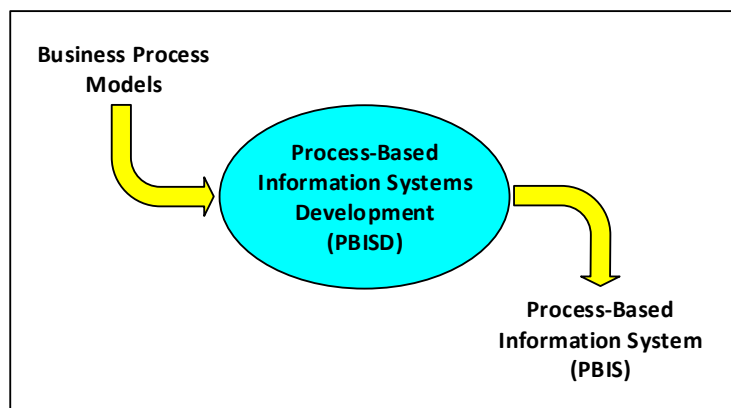 Business Process
Models
Process-Based
Information Systems
Development
(PBISD)
Process-Based
Information System
(PBIS)